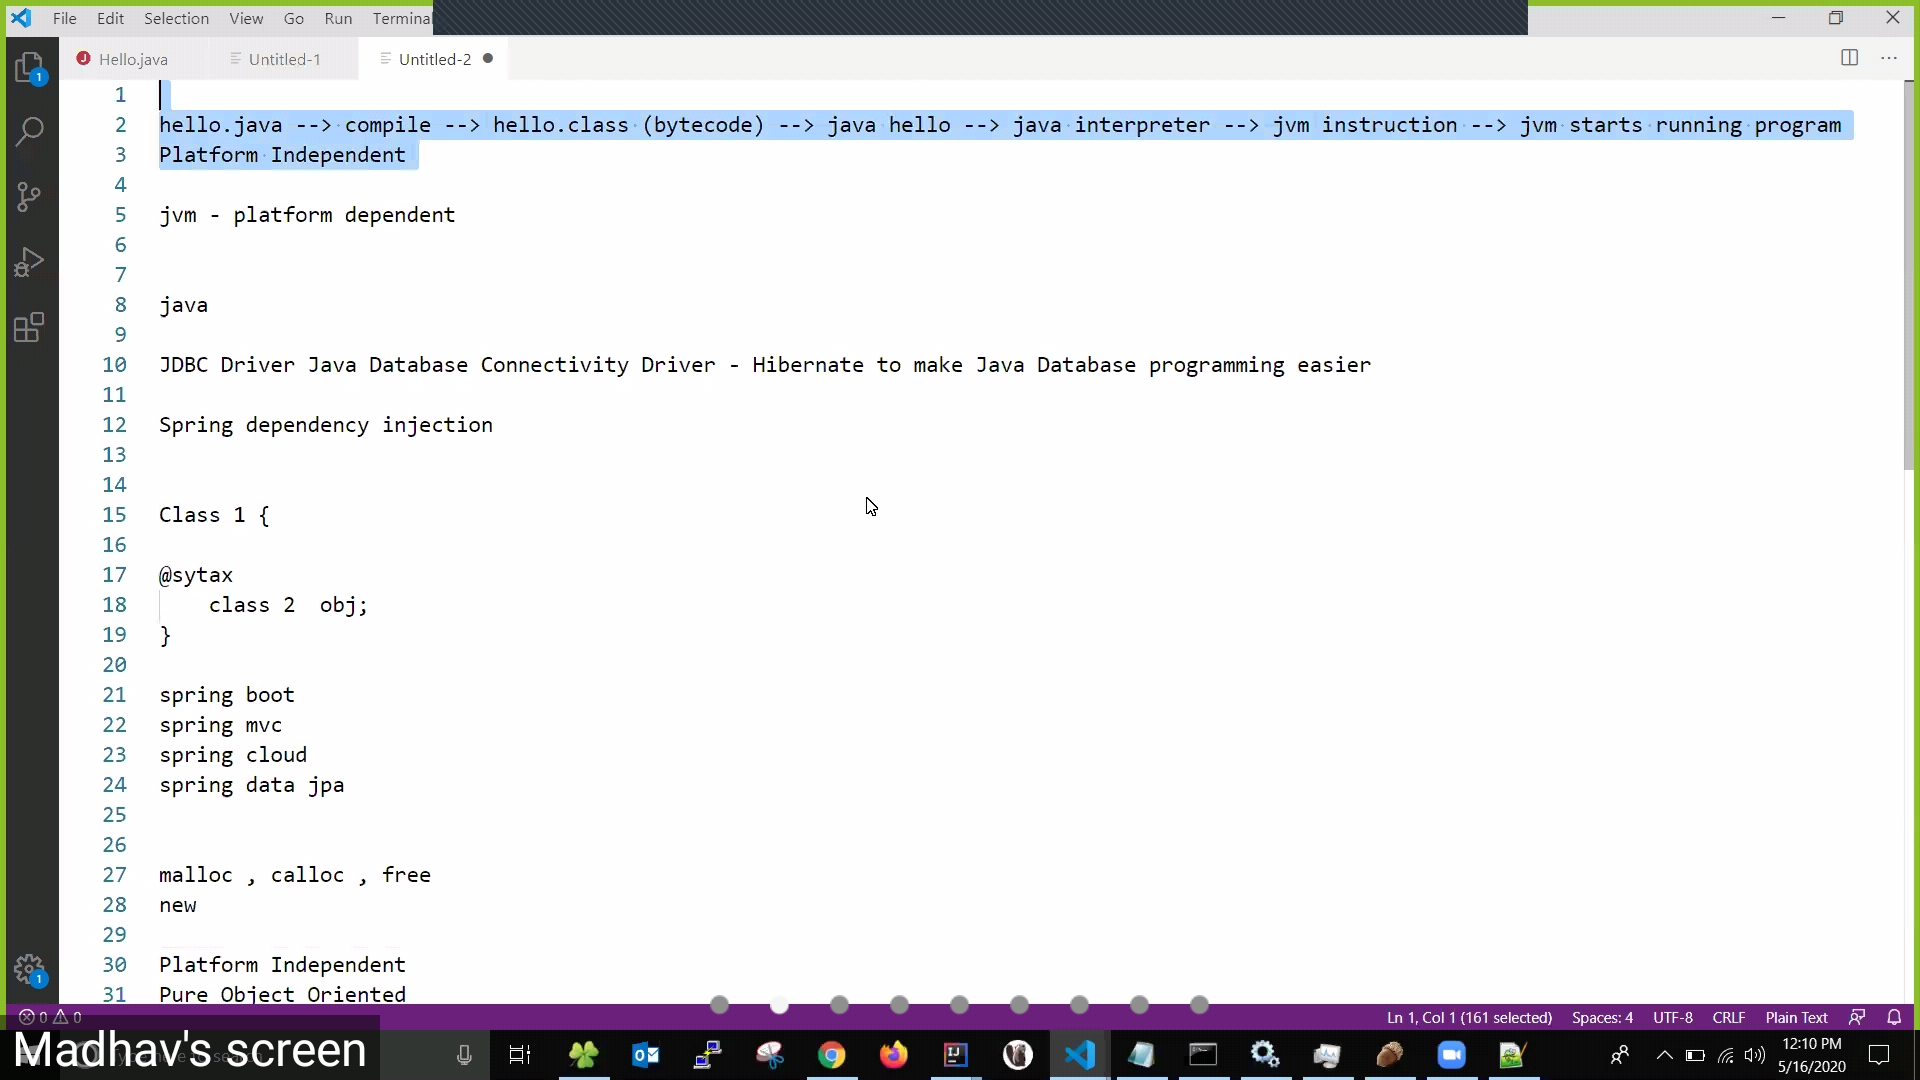 File Edit Selection View Go Run Terminal
Hello.java Untitled-1 Untitled-2
1
2 hello.java --> compile --> hello.class (bytecode) --> java hello --> java interpreter --> jvm instruction --> jvm starts running program
3 Platform Independent
4
5 jvm - platform dependent
6
7
8 java
9
10 JDBC Driver Java Database Connectivity Driver - Hibernate to make Java Database programming easier
11
12 Spring dependency injection
13
14
15 Class 1 {
16
17 @sytax
18 class 2  obj;
19 }
20
21 spring boot
22 spring mvc
23 spring cloud
24 spring data jpa
25
26
27 malloc , calloc , free
28 new
29
30 Platform Independent
31 Pure Object Oriented
0 0 Ln 1, Col 1 (161 selected) Spaces: 4 UTF-8 CRLF Plain Text
Madhav's screen
12:10 PM
5/16/2020